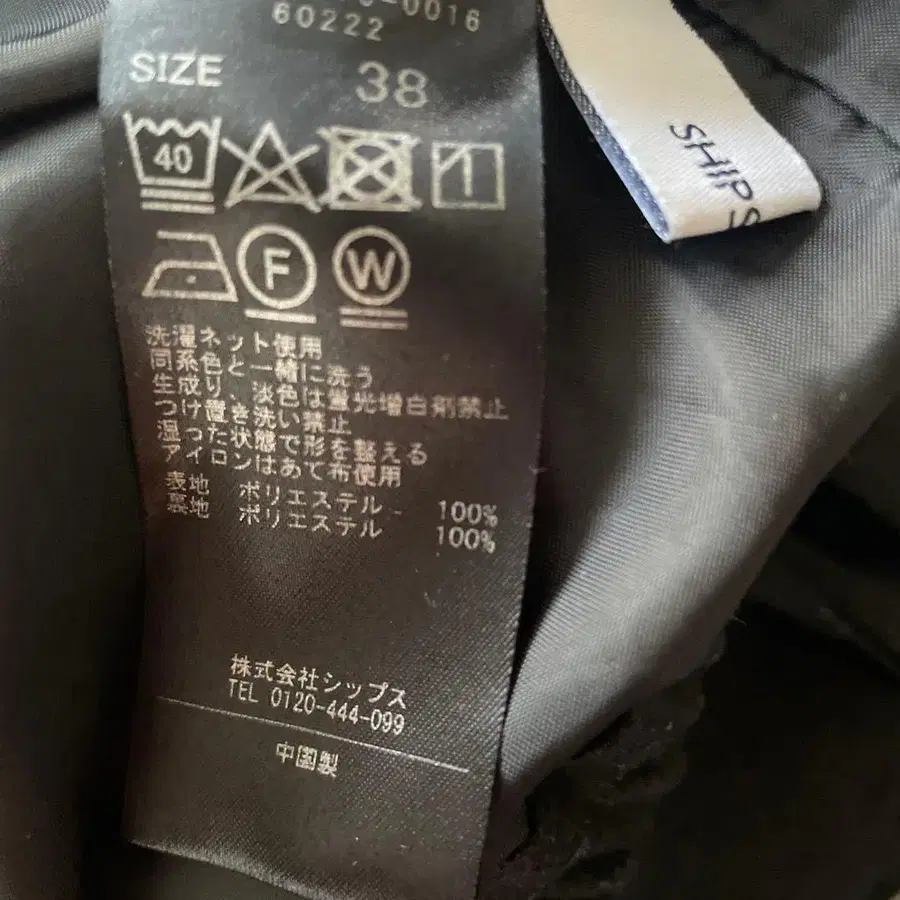 -0016
60222
SIZE 38
40
F W
洗濯ネット使用
同系色と一緒に洗う
生成り、淡色は蛍光増白剤禁止
つけ置き洗い禁止
湿った状態で形を整える
アイロンはあて布使用
表地 ポリエステル 100%
裏地 ポリエステル 100%
株式会社シップス
TEL 0120-444-099
中国製
SHIPS